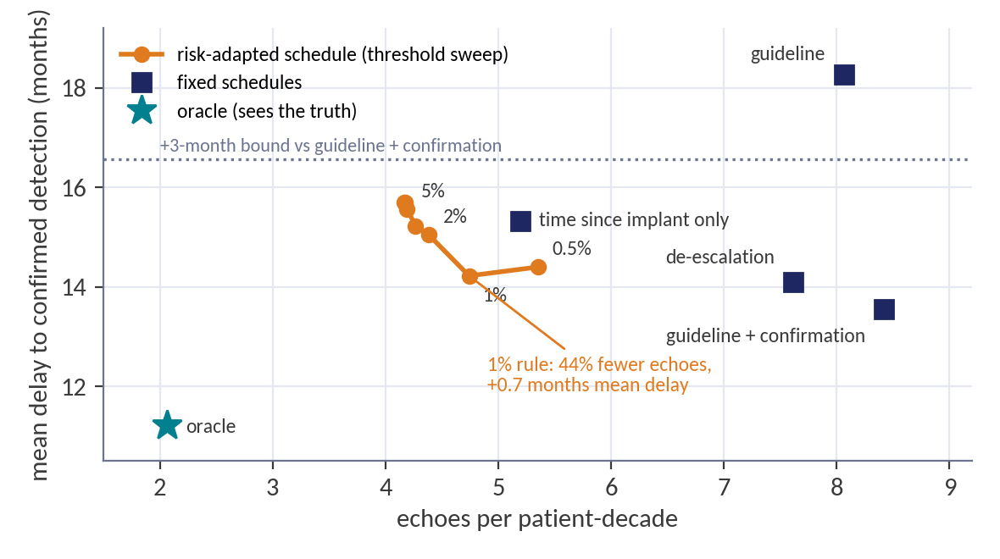 mean delay to confirmed detection (months)
risk-adapted schedule (threshold sweep)
fixed schedules
oracle (sees the truth)
guideline
18
+3-month bound vs guideline + confirmation
16
5%
2%
time since implant only
0.5%
de-escalation
14
1%
guideline + confirmation
1% rule: 44% fewer echoes,
+0.7 months mean delay
12
oracle
2 3 4 5 6 7 8 9
echoes per patient-decade